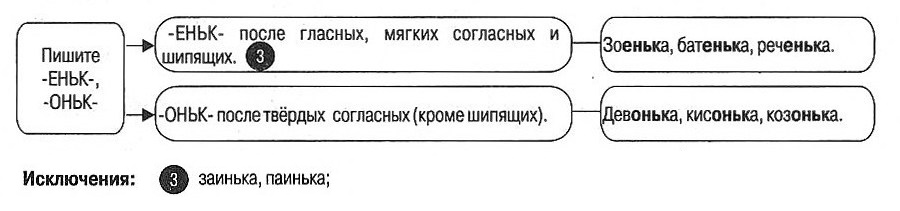 Пишите
-ЕНЬК-,
-ОНЬК-
-ЕНЬК- после гласных, мягких согласных и
шипящих. 3
Зоенька, батенька, реченька.
-ОНЬК- после твёрдых согласных (кроме шипящих).
Девонька, кисонька, козонька.
Исключения: 3 заинька, паинька;